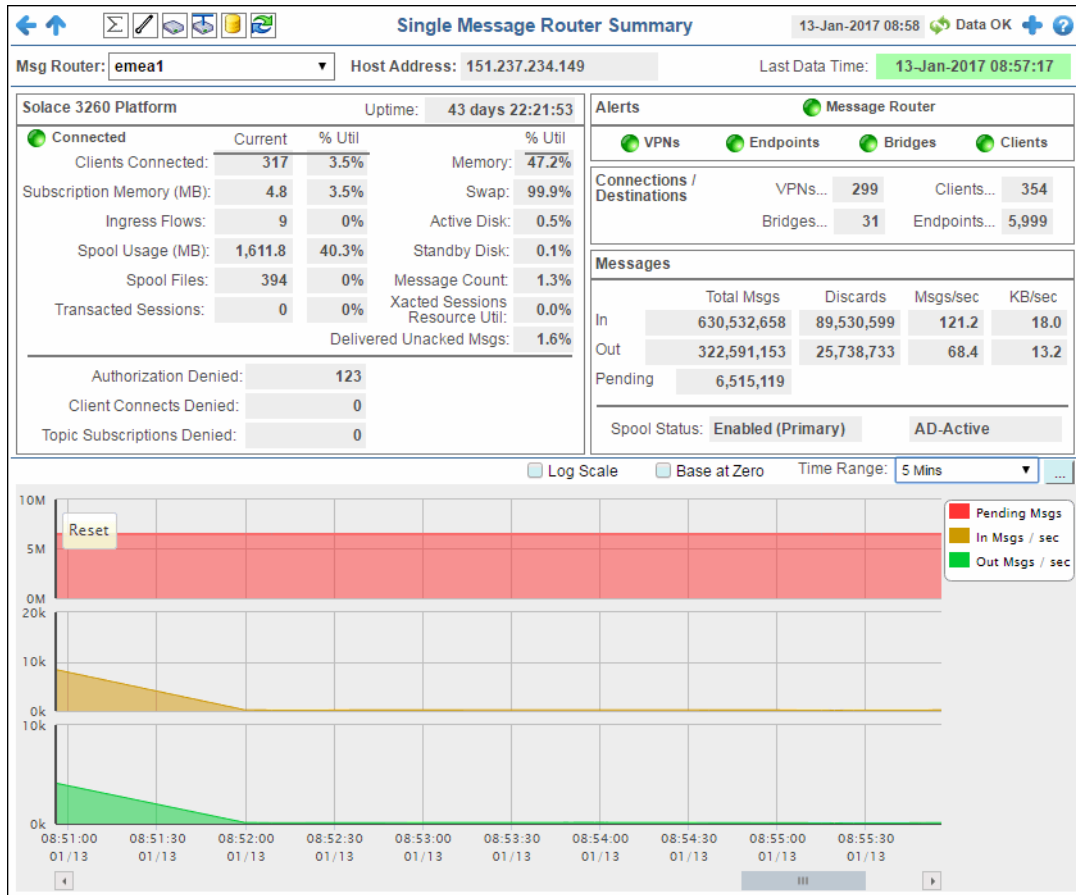 Single Message Router Summary 13-Jan-2017 08:58 Data OK
Msg Router: emea1 Host Address: 151.237.234.149 Last Data Time: 13-Jan-2017 08:57:17
Solace 3260 Platform Uptime: 43 days 22:21:53
Connected Current % Util % Util
Clients Connected: 317 3.5% Memory: 47.2%
Subscription Memory (MB): 4.8 3.5% Swap: 99.9%
Ingress Flows: 9 0% Active Disk: 0.5%
Spool Usage (MB): 1,611.8 40.3% Standby Disk: 0.1%
Spool Files: 394 0% Message Count: 1.3%
Transacted Sessions: 0 0% Xacted Sessions
Resource Util: 0.0%
Delivered Unacked Msgs: 1.6%
Authorization Denied: 123
Client Connects Denied: 0
Topic Subscriptions Denied: 0
Alerts Message Router
VPNs Endpoints Bridges Clients
Connections /
Destinations
VPNs... 299 Clients... 354
Bridges... 31 Endpoints... 5,999
Messages
Total Msgs Discards Msgs/sec KB/sec
In 630,532,658 89,530,599 121.2 18.0
Out 322,591,153 25,738,733 68.4 13.2
Pending 6,515,119
Spool Status: Enabled (Primary) AD-Active
Log Scale Base at Zero Time Range: 5 Mins ...
10M
Reset
5M
0M
20k
10k
0k
10k
0k
Pending Msgs
In Msgs / sec
Out Msgs / sec
08:51:00 08:51:30 08:52:00 08:52:30 08:53:00 08:53:30 08:54:00 08:54:30 08:55:00 08:55:30
01/13 01/13 01/13 01/13 01/13 01/13 01/13 01/13 01/13 01/13